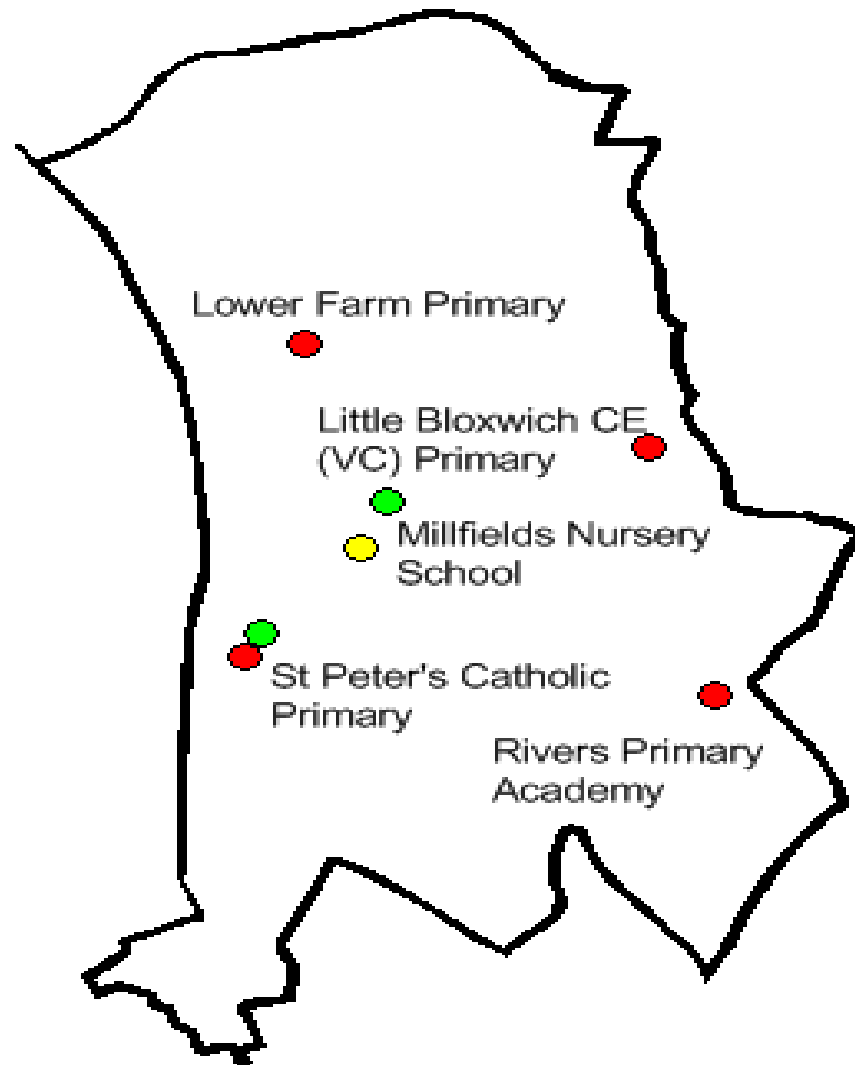 Lower Farm Primary
Little Bloxwich CE
(VC) Primary
Millfields Nursery
School
St Peter's Catholic
Primary
Rivers Primary
Academy